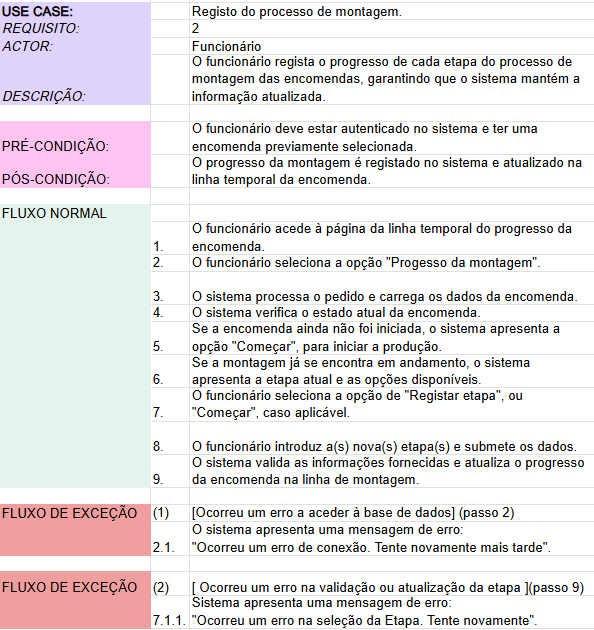 USE CASE: Registo do processo de montagem.
REQUISITO: 2
ACTOR: Funcionário
O funcionário regista o progresso de cada etapa do processo de
montagem das encomendas, garantindo que o sistema mantém a
DESCRIÇÃO: informação atualizada.
O funcionário deve estar autenticado no sistema e ter uma
PRÉ-CONDIÇÃO: encomenda previamente selecionada.
O progresso da montagem é registado no sistema e atualizado na
PÓS-CONDIÇÃO: linha temporal da encomenda.
FLUXO NORMAL
O funcionário acede à página da linha temporal do progresso da
1. encomenda.
2. O funcionário seleciona a opção "Progesso da montagem".
3. O sistema processa o pedido e carrega os dados da encomenda.
4. O sistema verifica o estado atual da encomenda.
Se a encomenda ainda não foi iniciada, o sistema apresenta a
5. opção "Começar", para iniciar a produção.
Se a montagem já se encontra em andamento, o sistema
6. apresenta a etapa atual e as opções disponíveis.
O funcionário seleciona a opção de "Registar etapa", ou
7. "Começar", caso aplicável.
8. O funcionário introduz a(s) nova(s) etapa(s) e submete os dados.
O sistema valida as informações fornecidas e atualiza o progresso
9. da encomenda na linha de montagem.
FLUXO DE EXCEÇÃO (1) [Ocorreu um erro a aceder à base de dados] (passo 2)
O sistema apresenta uma mensagem de erro:
2.1. "Ocorreu um erro de conexão. Tente novamente mais tarde".
FLUXO DE EXCEÇÃO (2) [ Ocorreu um erro na validação ou atualização da etapa ](passo 9)
Sistema apresenta uma mensagem de erro:
7.1.1. "Ocorreu um erro na seleção da Etapa. Tente novamente".